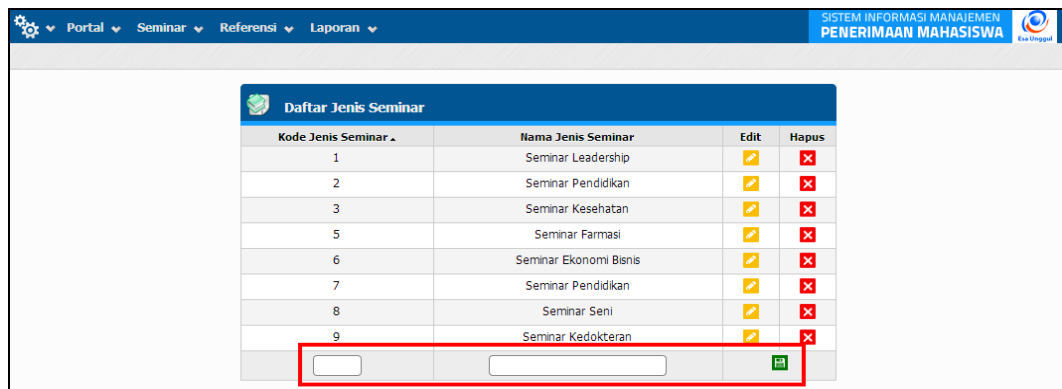 Portal Seminar Referensi Laporan
SISTEM INFORMASI MANAJEMEN
PENERIMAAN MAHASISWA
Esa Unggul
Daftar Jenis Seminar
Kode Jenis Seminar Nama Jenis Seminar Edit Hapus
1 Seminar Leadership
2 Seminar Pendidikan
3 Seminar Kesehatan
5 Seminar Farmasi
6 Seminar Ekonomi Bisnis
7 Seminar Pendidikan
8 Seminar Seni
9 Seminar Kedokteran